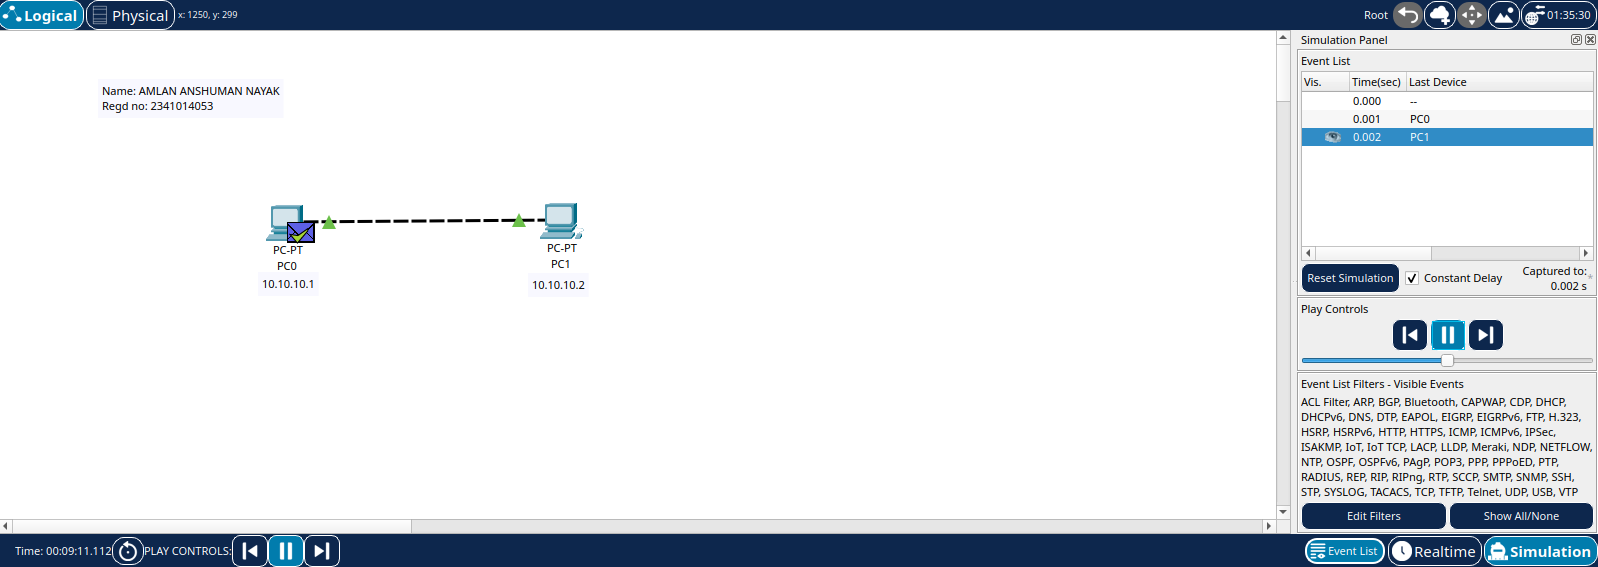 Logical
Physical
x: 1250, y: 299
Root
01:35:30
Name: AMLAN ANSHUMAN NAYAK
Regd no: 2341014053
PC-PT
PC0
10.10.10.1
PC-PT
PC1
10.10.10.2
Simulation Panel
Event List
Vis. Time(sec) Last Device
0.000 --
0.001 PC0
0.002 PC1
Reset Simulation
Constant Delay
Captured to:
0.002 s
Play Controls
Event List Filters - Visible Events
ACL Filter, ARP, BGP, Bluetooth, CAPWAP, CDP, DHCP,
DHCPv6, DNS, DTP, EAPOL, EIGRP, EIGRPv6, FTP, H.323,
HSRP, HSRPv6, HTTP, HTTPS, ICMP, ICMPv6, IPSec,
ISAKMP, IoT, IoT TCP, LACP, LLDP, Meraki, NDP, NETFLOW,
NTP, OSPF, OSPFv6, PAgP, POP3, PPP, PPPoED, PTP,
RADIUS, REP, RIP, RIPng, RTP, SCCP, SMTP, SNMP, SSH,
STP, SYSLOG, TACACS, TCP, TFTP, Telnet, UDP, USB, VTP
Edit Filters
Show All/None
Time: 00:09:11.112
PLAY CONTROLS:
Event List
Realtime
Simulation